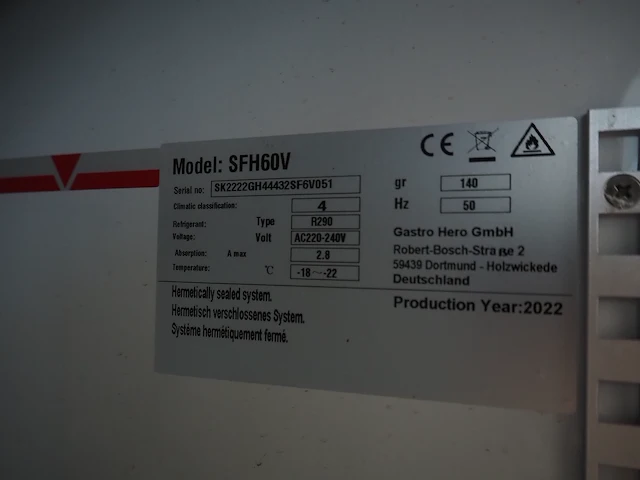 Model: SFH60V
Serial no: SK2222GH44432SF6V051
Climatic classification: 4
Refrigerant: Type R290
Voltage: Volt AC220-240V
Absorption: A max 2.8
Temperature: ℃ -18～-22
Hermetically sealed system.
Hermetisch verschlossenes System.
Système hermétiquement fermé.
CE
gr 140
Hz 50
Gastro Hero GmbH
Robert-Bosch-Straße 2
59439 Dortmund - Holzwickede
Deutschland
Production Year:2022